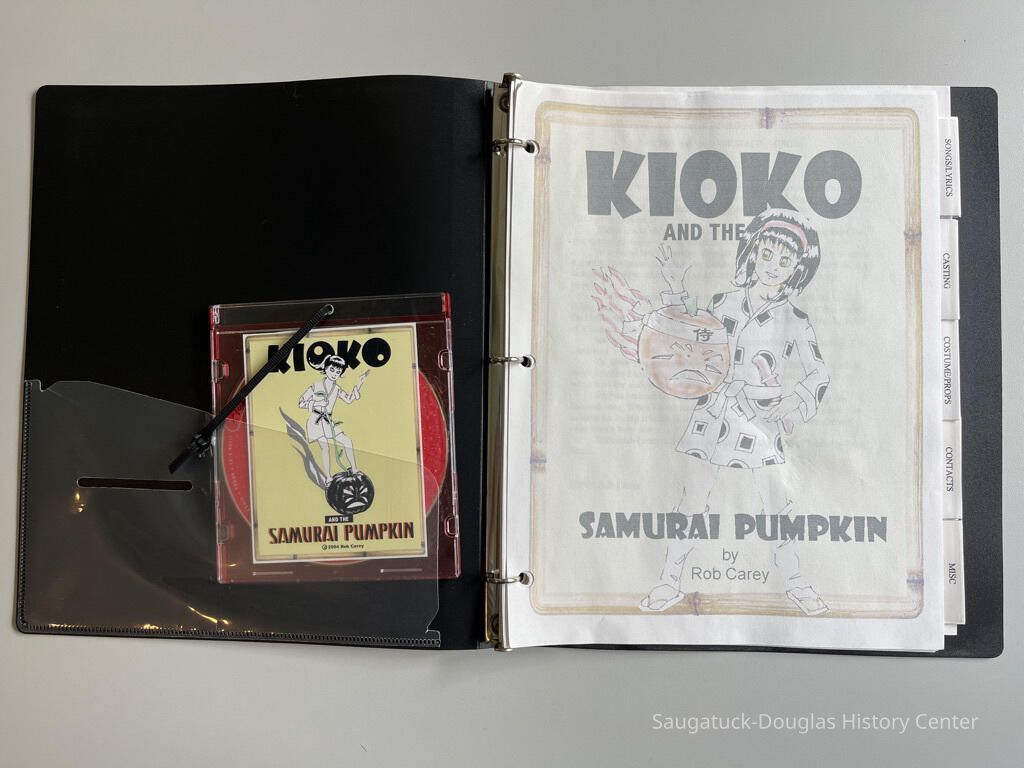 KIOKO
AND THE
SAMURAI PUMPKIN
© 2004 Rob Carey
KIOKO
AND THE
侍
SAMURAI PUMPKIN
by
Rob Carey
SONGS/LYRICS
CASTING
COSTUME/PROPS
CONTACTS
MISC
Saugatuck-Douglas History Center